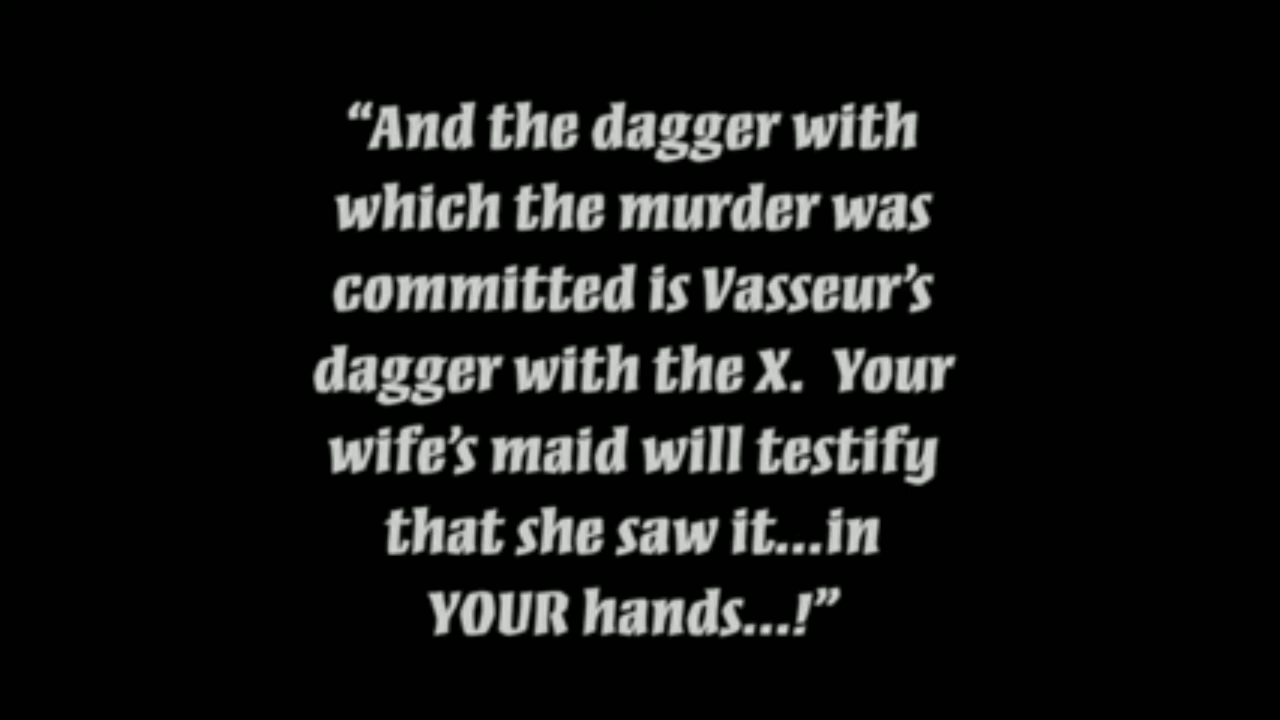 “And the dagger with
which the murder was
committed is Vasseur’s
dagger with the X.  Your
wife’s maid will testify
that she saw it...in
YOUR hands...!”